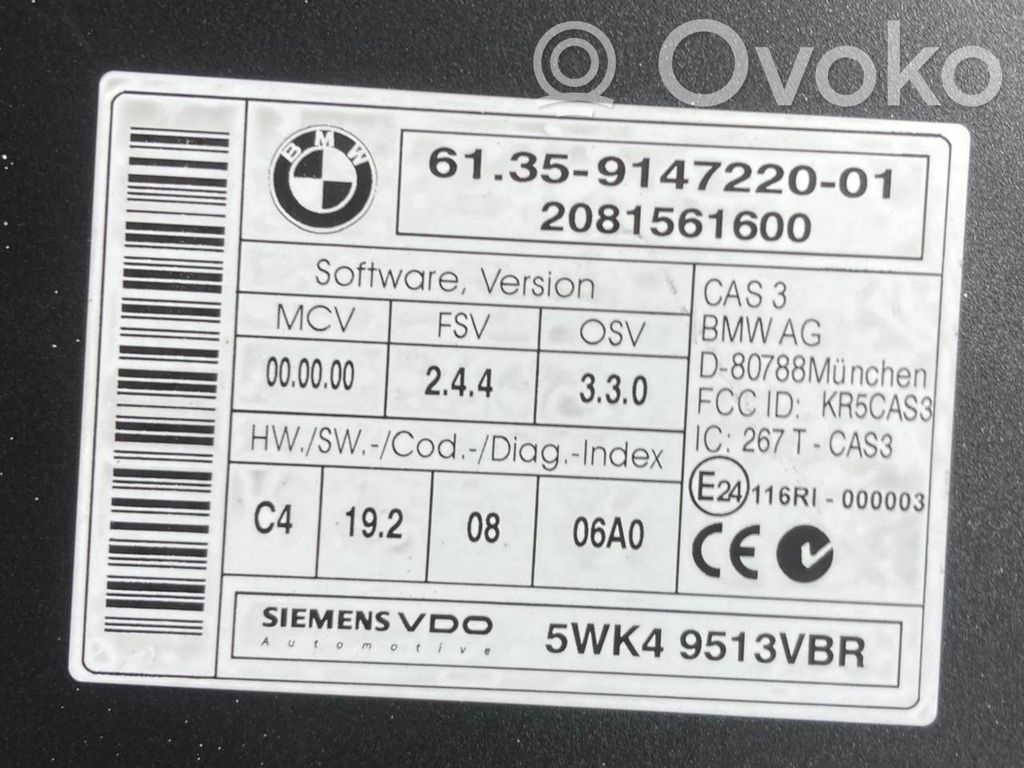 Ovoko
BMW
61.35-9147220-01
2081561600
Software, Version
MCV FSV OSV
00.00.00 2.4.4 3.3.0
HW./SW.-/Cod.-/Diag.-Index
C4 19.2 08 06A0
CAS 3
BMW AG
D-80788München
FCC ID: KR5CAS3
IC: 267 T - CAS3
E24 116RI - 000003
CE
SIEMENS VDO
Automotive
5WK4 9513VBR